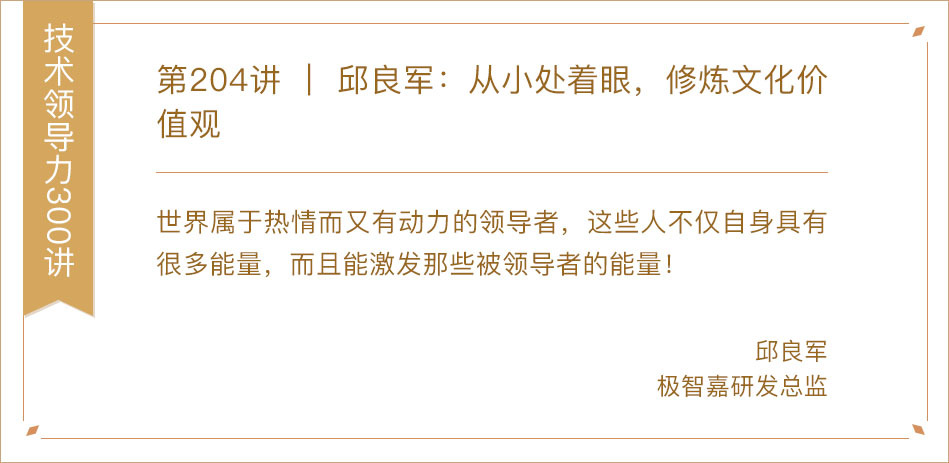 技术领导力300讲
第204讲 | 邱良军：从小处着眼，修炼文化价
值观
世界属于热情而又有动力的领导者，这些人不仅自身具有
很多能量，而且能激发那些被领导者的能量！
邱良军
极智嘉研发总监